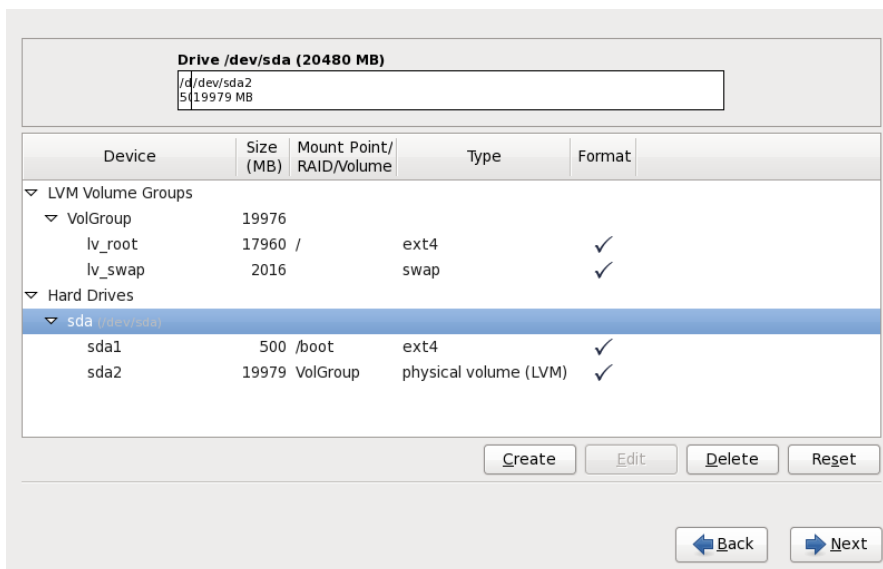 Drive /dev/sda (20480 MB)
/d/dev/sda2
50 19979 MB
Device Size (MB) Mount Point/ RAID/Volume Type Format
LVM Volume Groups
VolGroup 19976
lv_root 17960 / ext4
lv_swap 2016 swap
Hard Drives
sda (/dev/sda)
sda1 500 /boot ext4
sda2 19979 VolGroup physical volume (LVM)
Create Edit Delete Reset
Back Next